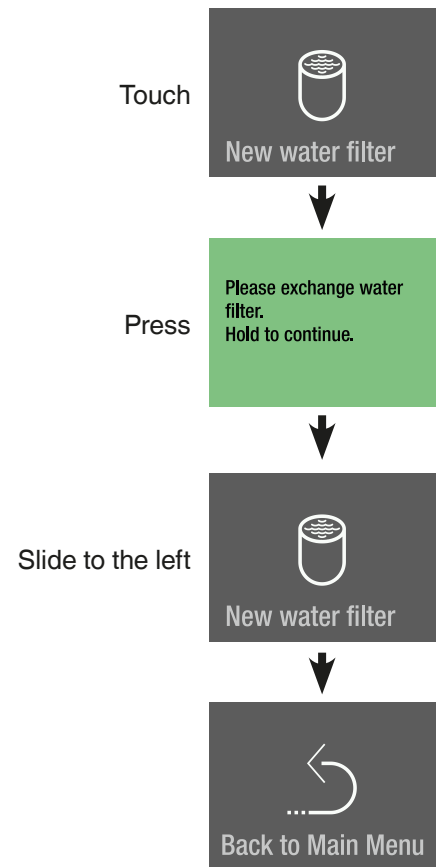 Touch
New water filter
Press
Please exchange water
filter.
Hold to continue.
Slide to the left
New water filter
Back to Main Menu